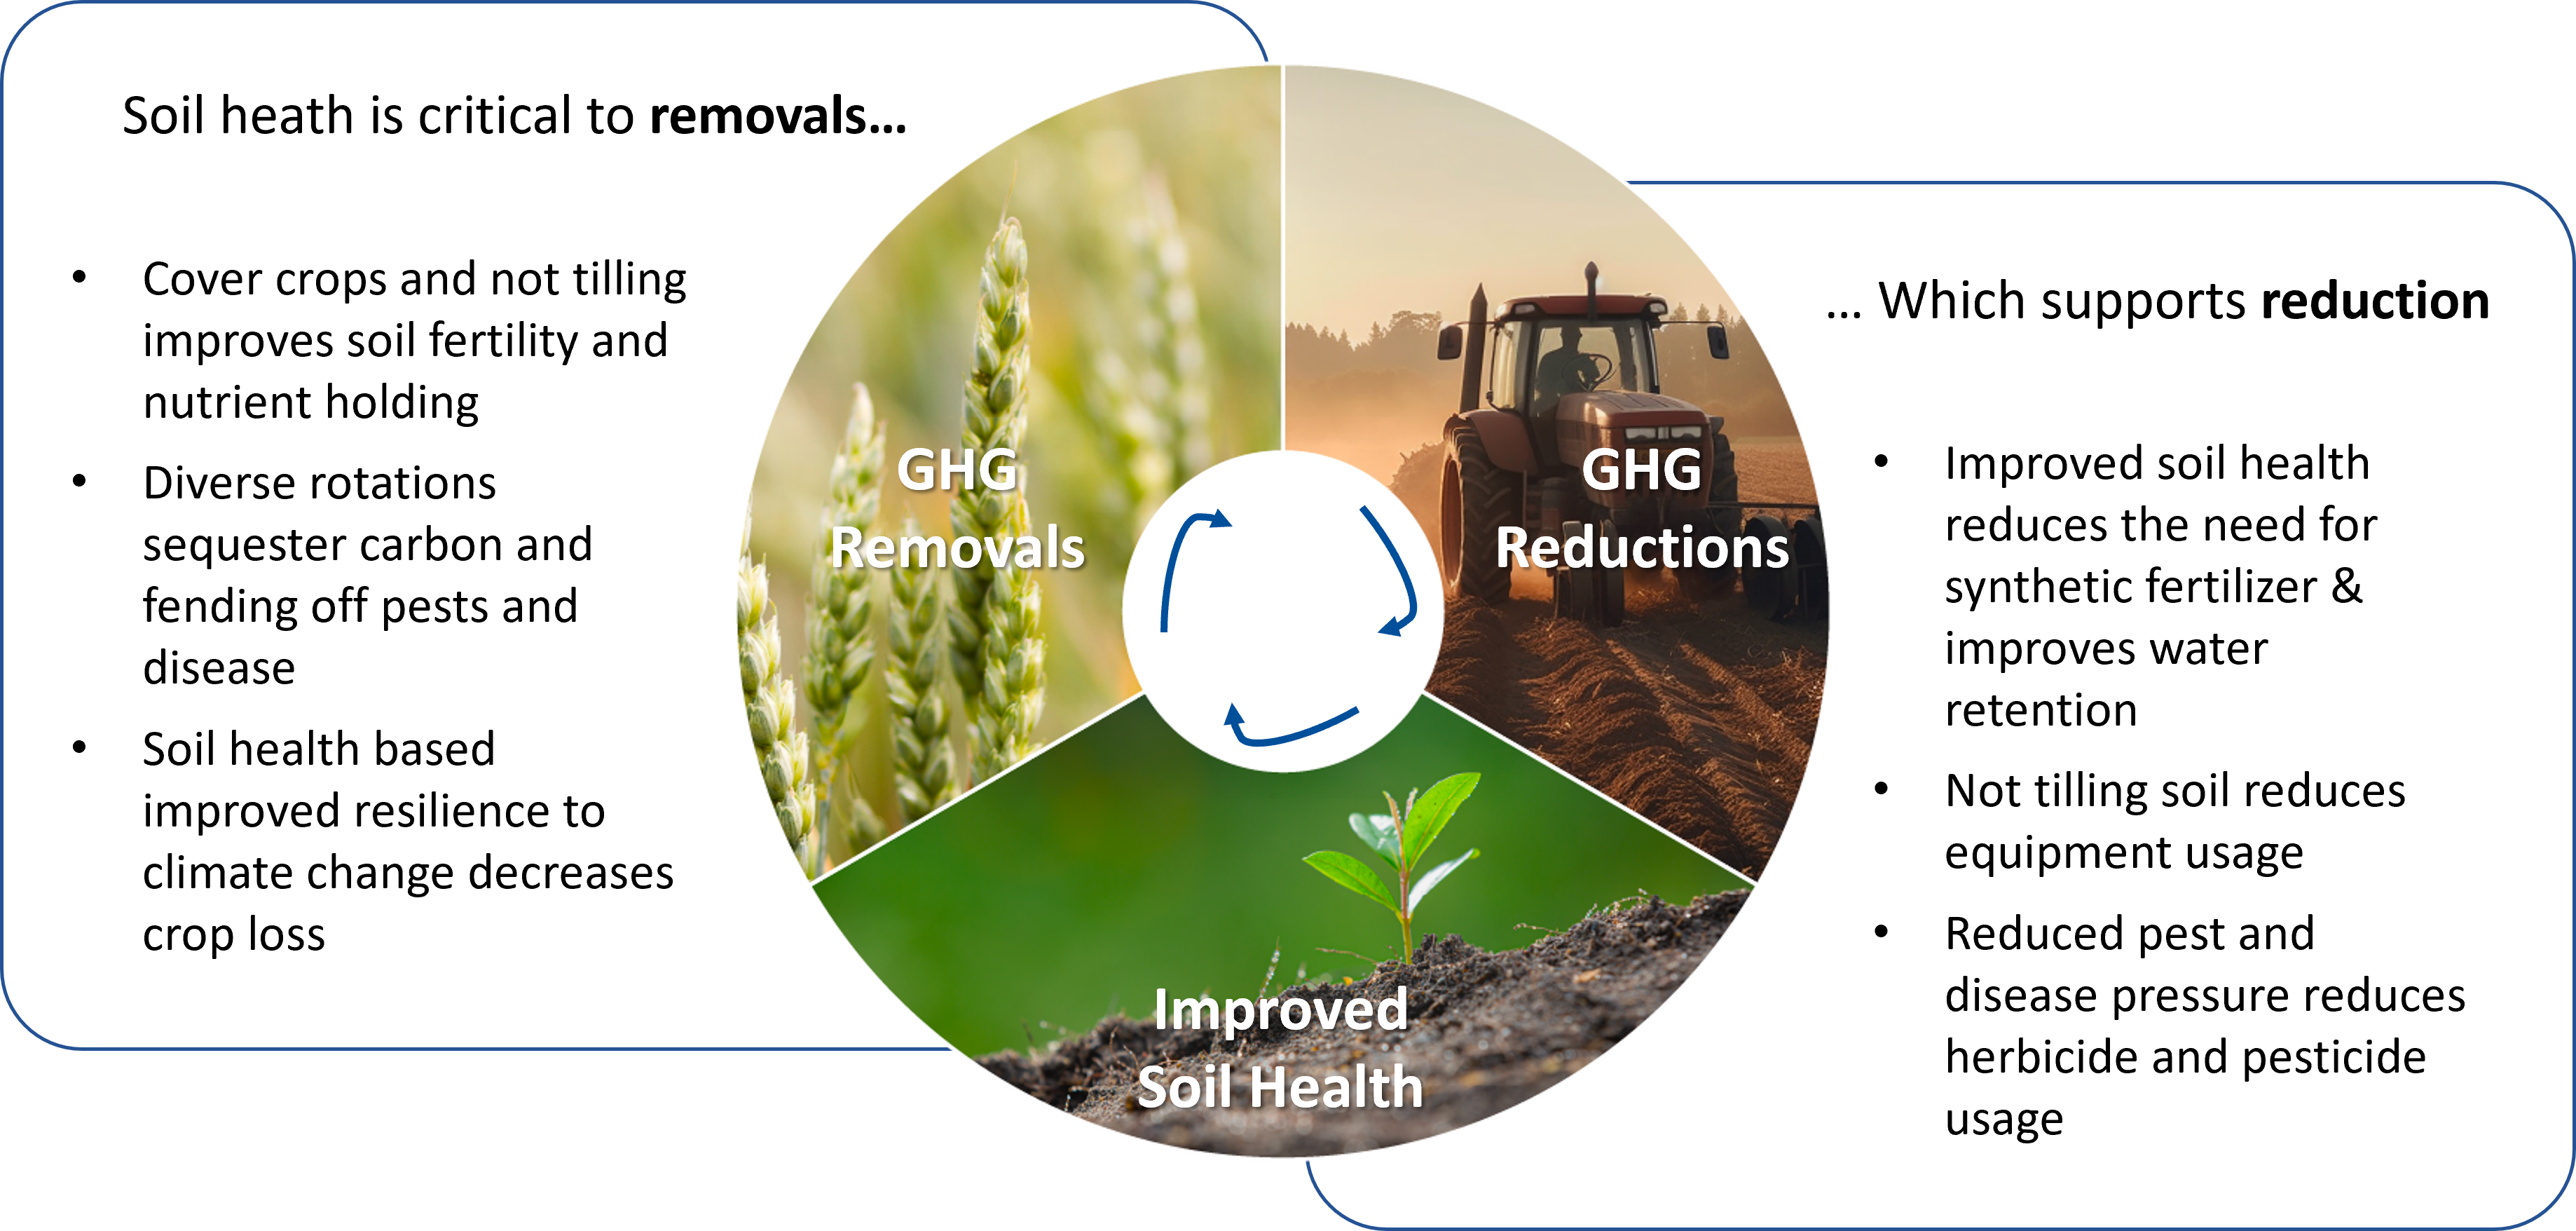 Soil heath is critical to removals...
• Cover crops and not tilling
improves soil fertility and
nutrient holding
• Diverse rotations
sequester carbon and
fending off pests and
disease
• Soil health based
improved resilience to
climate change decreases
crop loss
GHG
Removals
GHG
Reductions
Improved
Soil Health
... Which supports reduction
• Improved soil health
reduces the need for
synthetic fertilizer &
improves water
retention
• Not tilling soil reduces
equipment usage
• Reduced pest and
disease pressure reduces
herbicide and pesticide
usage